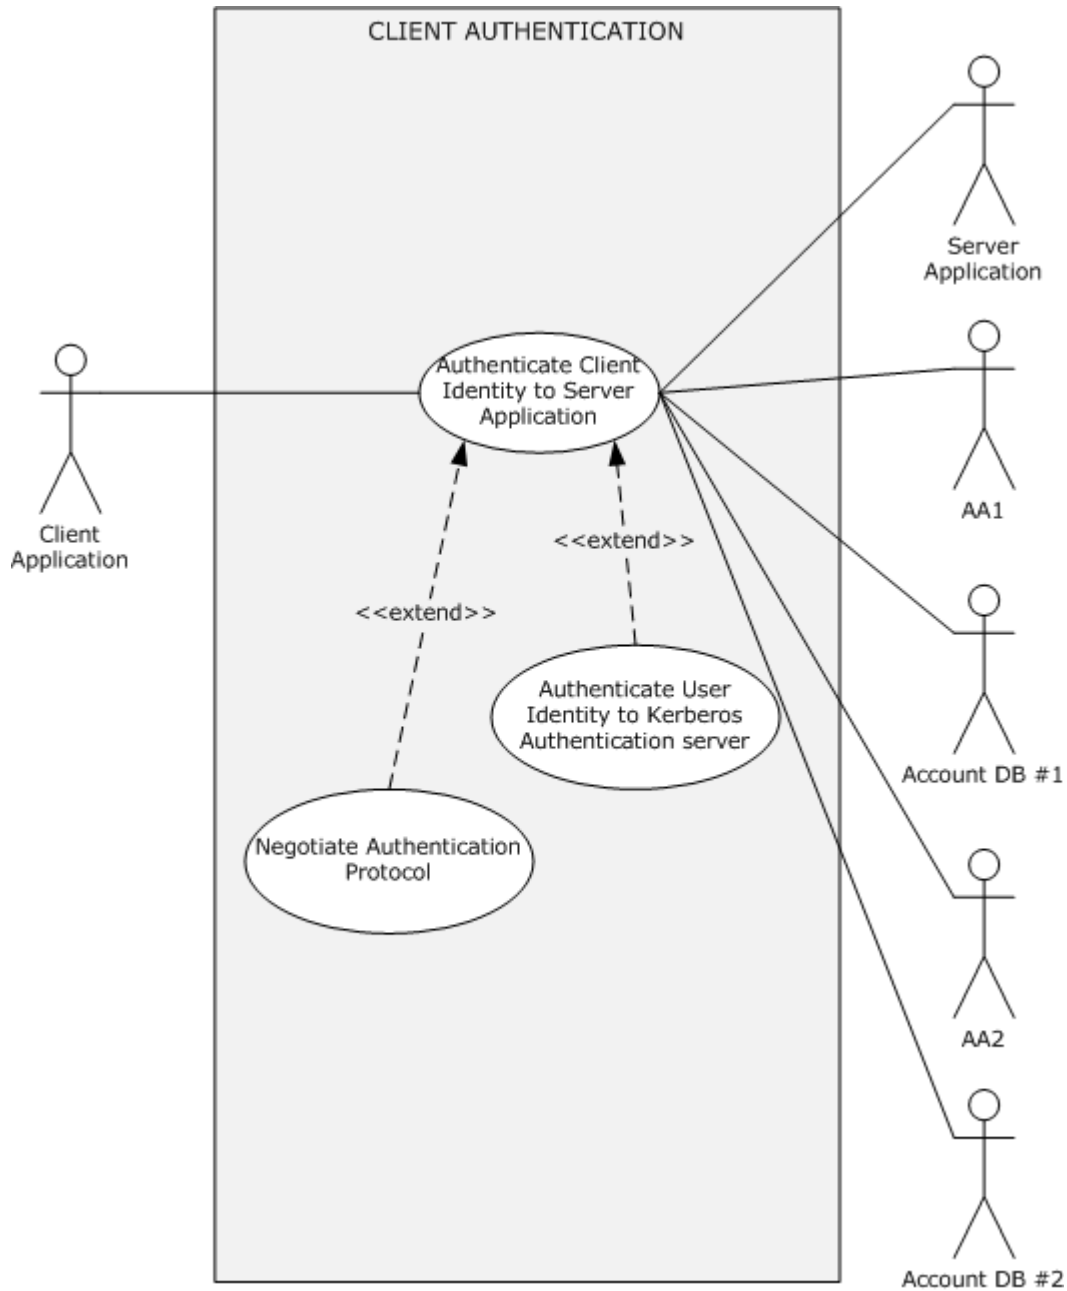 CLIENT AUTHENTICATION
Server
Application
Authenticate Client
Identity to Server
Application
AA1
Client
Application
<<extend>>
<<extend>>
Authenticate User
Identity to Kerberos
Authentication server
Account DB #1
Negotiate Authentication
Protocol
AA2
Account DB #2